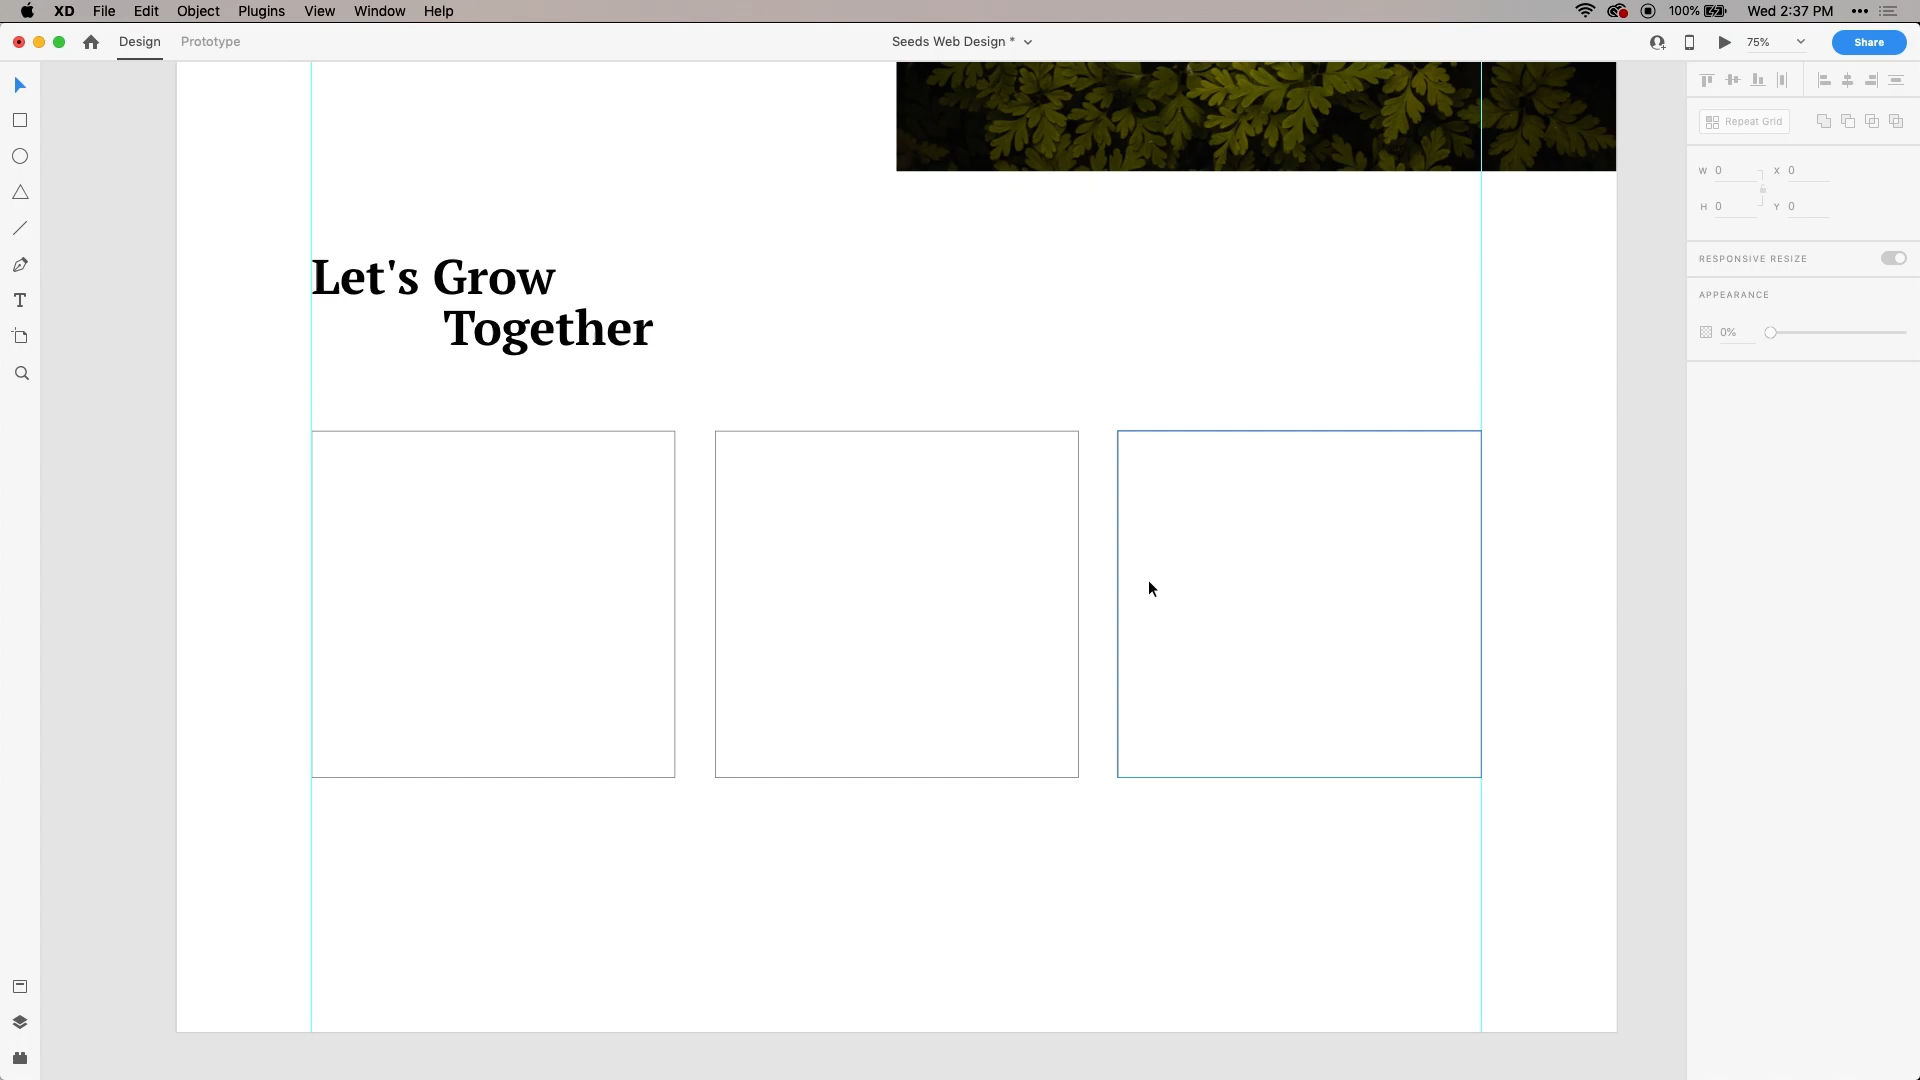 XD File Edit Object Plugins View Window Help
100% Wed 2:37 PM
Design Prototype
Seeds Web Design *
75%
Share
Repeat Grid
W 0 X 0
H 0 Y 0
RESPONSIVE RESIZE
APPEARANCE
0%
Let's Grow
Together
T